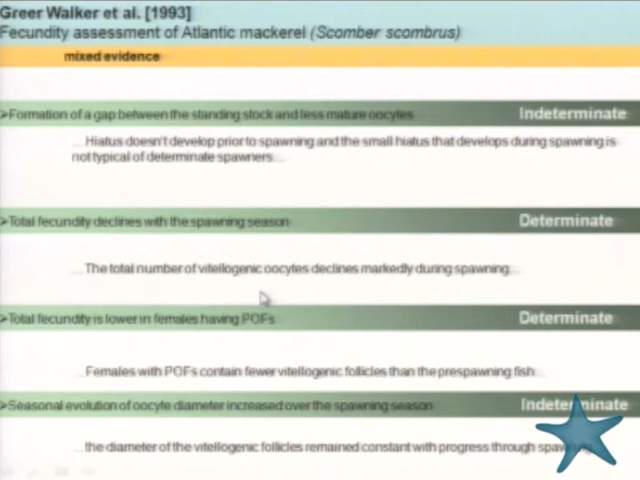 Greer Walker et al. [1993]
Fecundity assessment of Atlantic mackerel (Scomber scombrus)
mixed evidence
➢Formation of a gap between the standing stock and less mature oocytes Indeterminate
...Hiatus doesn't develop prior to spawning and the small hiatus that develops during spawning is
not typical of determinate spawners...
➢Total fecundity declines with the spawning season Determinate
...The total number of vitellogenic oocytes declines markedly during spawning...
➢Total fecundity is lower in females having POFs Determinate
...Females with POFs contain fewer vitellogenic follicles than the prespawning fish...
➢Seasonal evolution of oocyte diameter increased over the spawning season Indeterminate
...the diameter of the vitellogenic follicles remained constant with progress through spawning...